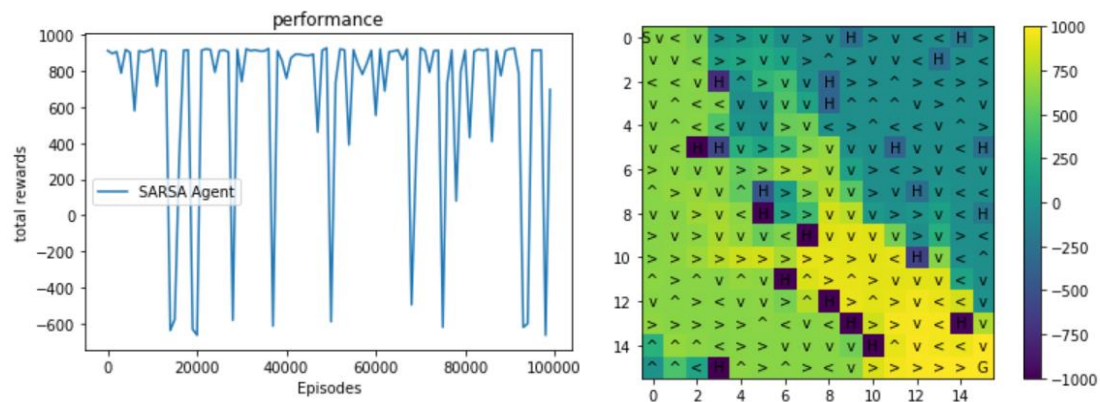 performance
1000
800
600
400
200
0
−200
−400
−600
total rewards
SARSA Agent
0
20000
40000
60000
80000
100000
Episodes
0 S H H
H
2 H H
H
4
H H H H
6
H H
8 H H
H
10 H
H
12 H
H H
14 H
H G
0 2 4 6 8 10 12 14
1000
750
500
250
0
−250
−500
−750
−1000